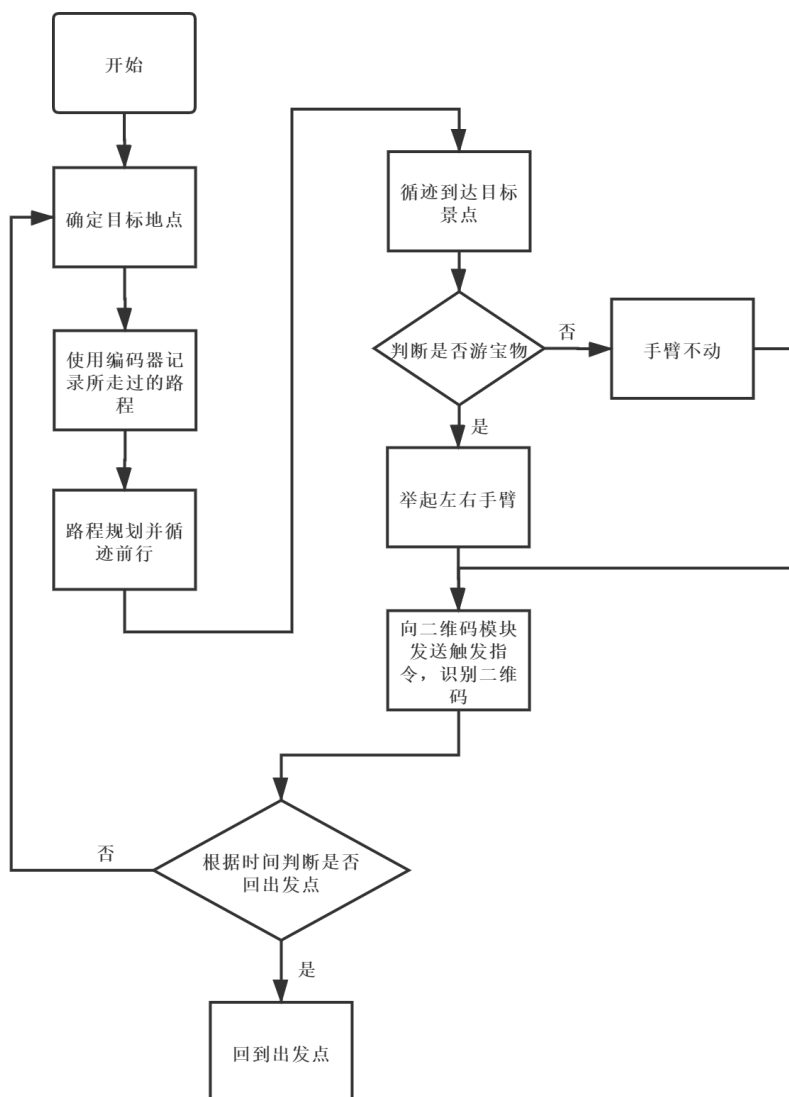 开始
确定目标地点
使用编码器记
录所走过的路
程
路程规划并循
迹前行
循迹到达目标
景点
判断是否游宝物
否
手臂不动
是
举起左右手臂
向二维码模块
发送触发指
令，识别二维
码
根据时间判断是否
回出发点
否
是
回到出发点